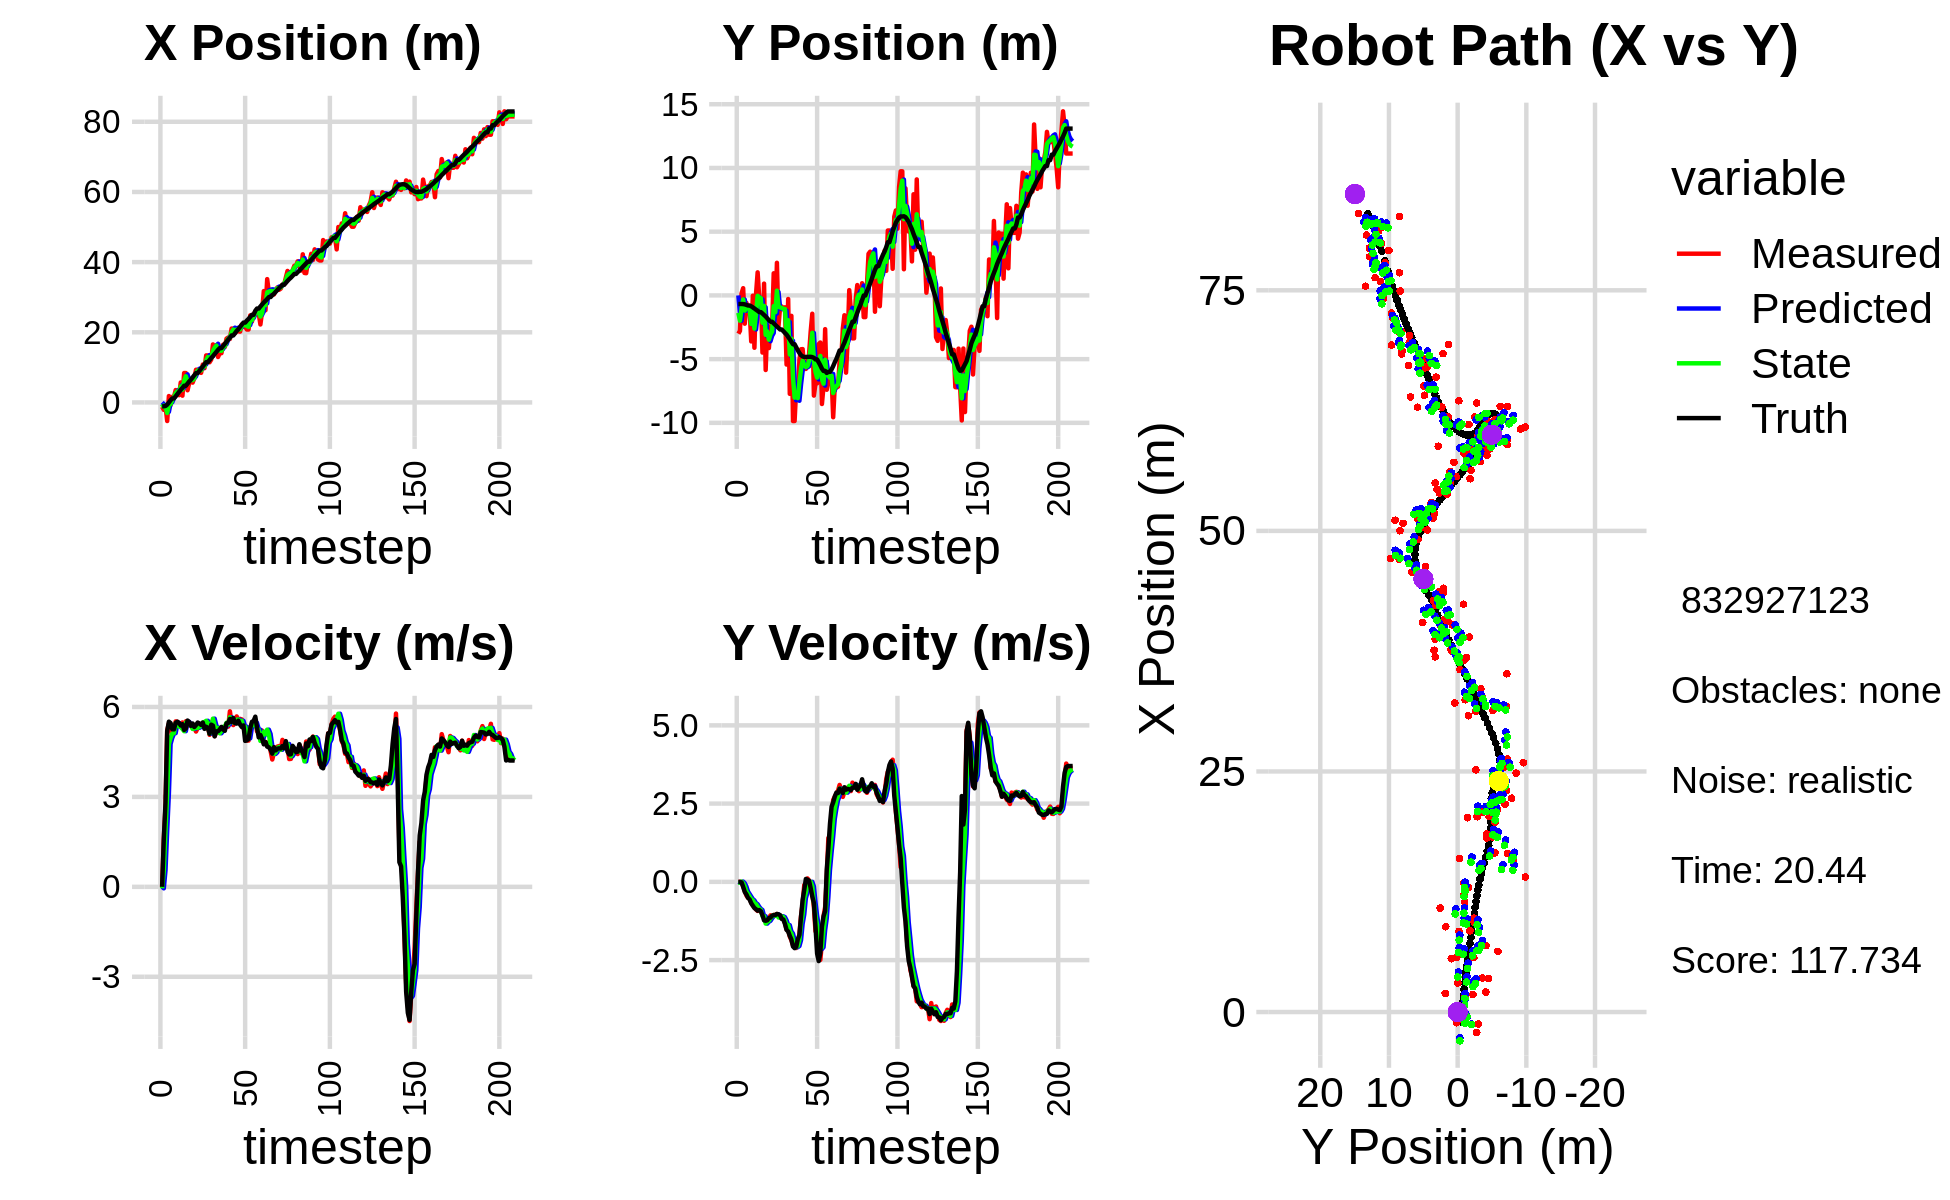 X Position (m)
80
60
40
20
0
0
50
100
150
200
timestep
Y Position (m)
15
10
5
0
-5
-10
0
50
100
150
200
timestep
X Velocity (m/s)
6
3
0
-3
0
50
100
150
200
timestep
Y Velocity (m/s)
5.0
2.5
0.0
-2.5
0
50
100
150
200
timestep
Robot Path (X vs Y)
X Position (m)
75
50
25
0
20 10 0 -10 -20
Y Position (m)
variable
Measured
Predicted
State
Truth
832927123
Obstacles: none
Noise: realistic
Time: 20.44
Score: 117.734